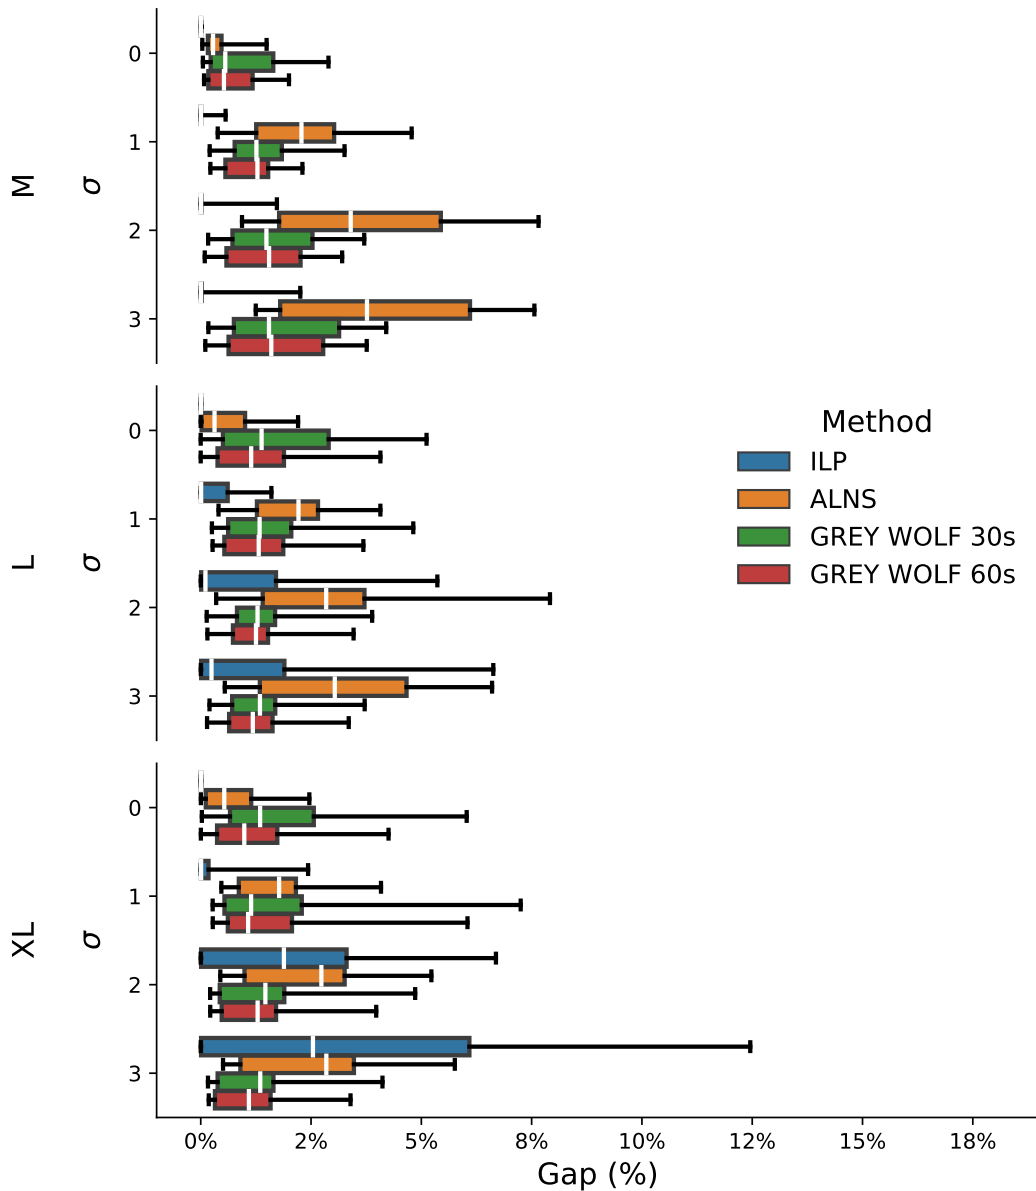 M
σ
0
1
2
3
L
σ
0
1
2
3
XL
σ
0
1
2
3
Method
ILP
ALNS
GREY WOLF 30s
GREY WOLF 60s
0% 2% 5% 8% 10% 12% 15% 18%
Gap (%)